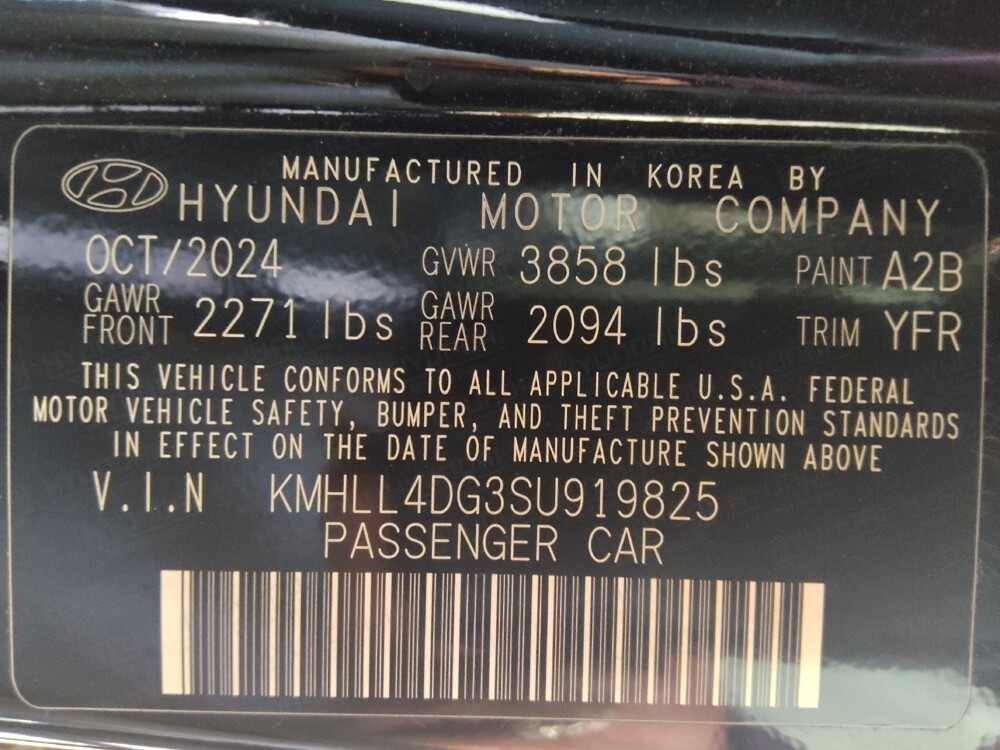 MANUFACTURED IN KOREA BY
HYUNDAI MOTOR COMPANY
OCT/2024 GVWR 3858 lbs PAINT A2B
GAWR FRONT 2271 lbs GAWR REAR 2094 lbs TRIM YFR
THIS VEHICLE CONFORMS TO ALL APPLICABLE U.S.A. FEDERAL
MOTOR VEHICLE SAFETY, BUMPER, AND THEFT PREVENTION STANDARDS
IN EFFECT ON THE DATE OF MANUFACTURE SHOWN ABOVE
V.I.N KMHLL4DG3SU919825
PASSENGER CAR